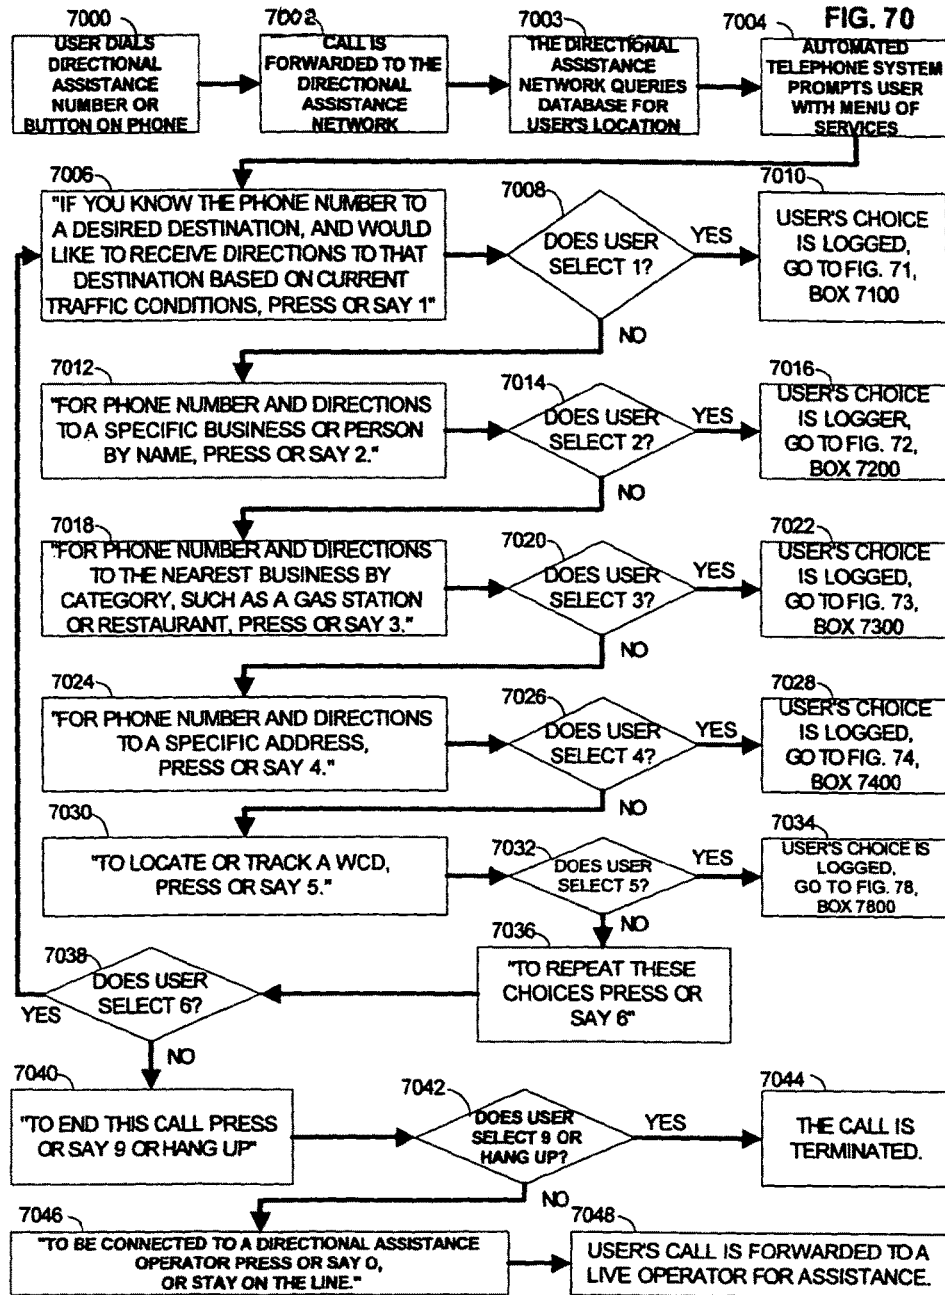 FIG. 70
7000
USER DIALS
DIRECTIONAL
ASSISTANCE
NUMBER OR
BUTTON ON PHONE
7002
CALL IS
FORWARDED TO THE
DIRECTIONAL
ASSISTANCE
NETWORK
7003
THE DIRECTIONAL
ASSISTANCE
NETWORK QUERIES
DATABASE FOR
USER'S LOCATION
7004
AUTOMATED
TELEPHONE SYSTEM
PROMPTS USER
WITH MENU OF
SERVICES
7006
"IF YOU KNOW THE PHONE NUMBER TO
A DESIRED DESTINATION, AND WOULD
LIKE TO RECEIVE DIRECTIONS TO THAT
DESTINATION BASED ON CURRENT
TRAFFIC CONDITIONS, PRESS OR SAY 1"
7008
DOES USER
SELECT 1?
YES
NO
7010
USER'S CHOICE
IS LOGGED,
GO TO FIG. 71,
BOX 7100
7012
"FOR PHONE NUMBER AND DIRECTIONS
TO A SPECIFIC BUSINESS OR PERSON
BY NAME, PRESS OR SAY 2."
7014
DOES USER
SELECT 2?
YES
NO
7016
USER'S CHOICE
IS LOGGER,
GO TO FIG. 72,
BOX 7200
7018
"FOR PHONE NUMBER AND DIRECTIONS
TO THE NEAREST BUSINESS BY
CATEGORY, SUCH AS A GAS STATION
OR RESTAURANT, PRESS OR SAY 3."
7020
DOES USER
SELECT 3?
YES
NO
7022
USER'S CHOICE
IS LOGGED,
GO TO FIG. 73,
BOX 7300
7024
"FOR PHONE NUMBER AND DIRECTIONS
TO A SPECIFIC ADDRESS,
PRESS OR SAY 4."
7026
DOES USER
SELECT 4?
YES
NO
7028
USER'S CHOICE
IS LOGGED,
GO TO FIG. 74,
BOX 7400
7030
"TO LOCATE OR TRACK A WCD,
PRESS OR SAY 5."
7032
DOES USER
SELECT 5?
YES
NO
7034
USER'S CHOICE IS
LOGGED,
GO TO FIG. 78,
BOX 7800
7036
"TO REPEAT THESE
CHOICES PRESS OR
SAY 6"
7038
DOES USER
SELECT 6?
YES
NO
7040
"TO END THIS CALL PRESS
OR SAY 9 OR HANG UP"
7042
DOES USER
SELECT 9 OR
HANG UP?
YES
NO
7044
THE CALL IS
TERMINATED.
7046
"TO BE CONNECTED TO A DIRECTIONAL ASSISTANCE
OPERATOR PRESS OR SAY 0,
OR STAY ON THE LINE."
7048
USER'S CALL IS FORWARDED TO A
LIVE OPERATOR FOR ASSISTANCE.